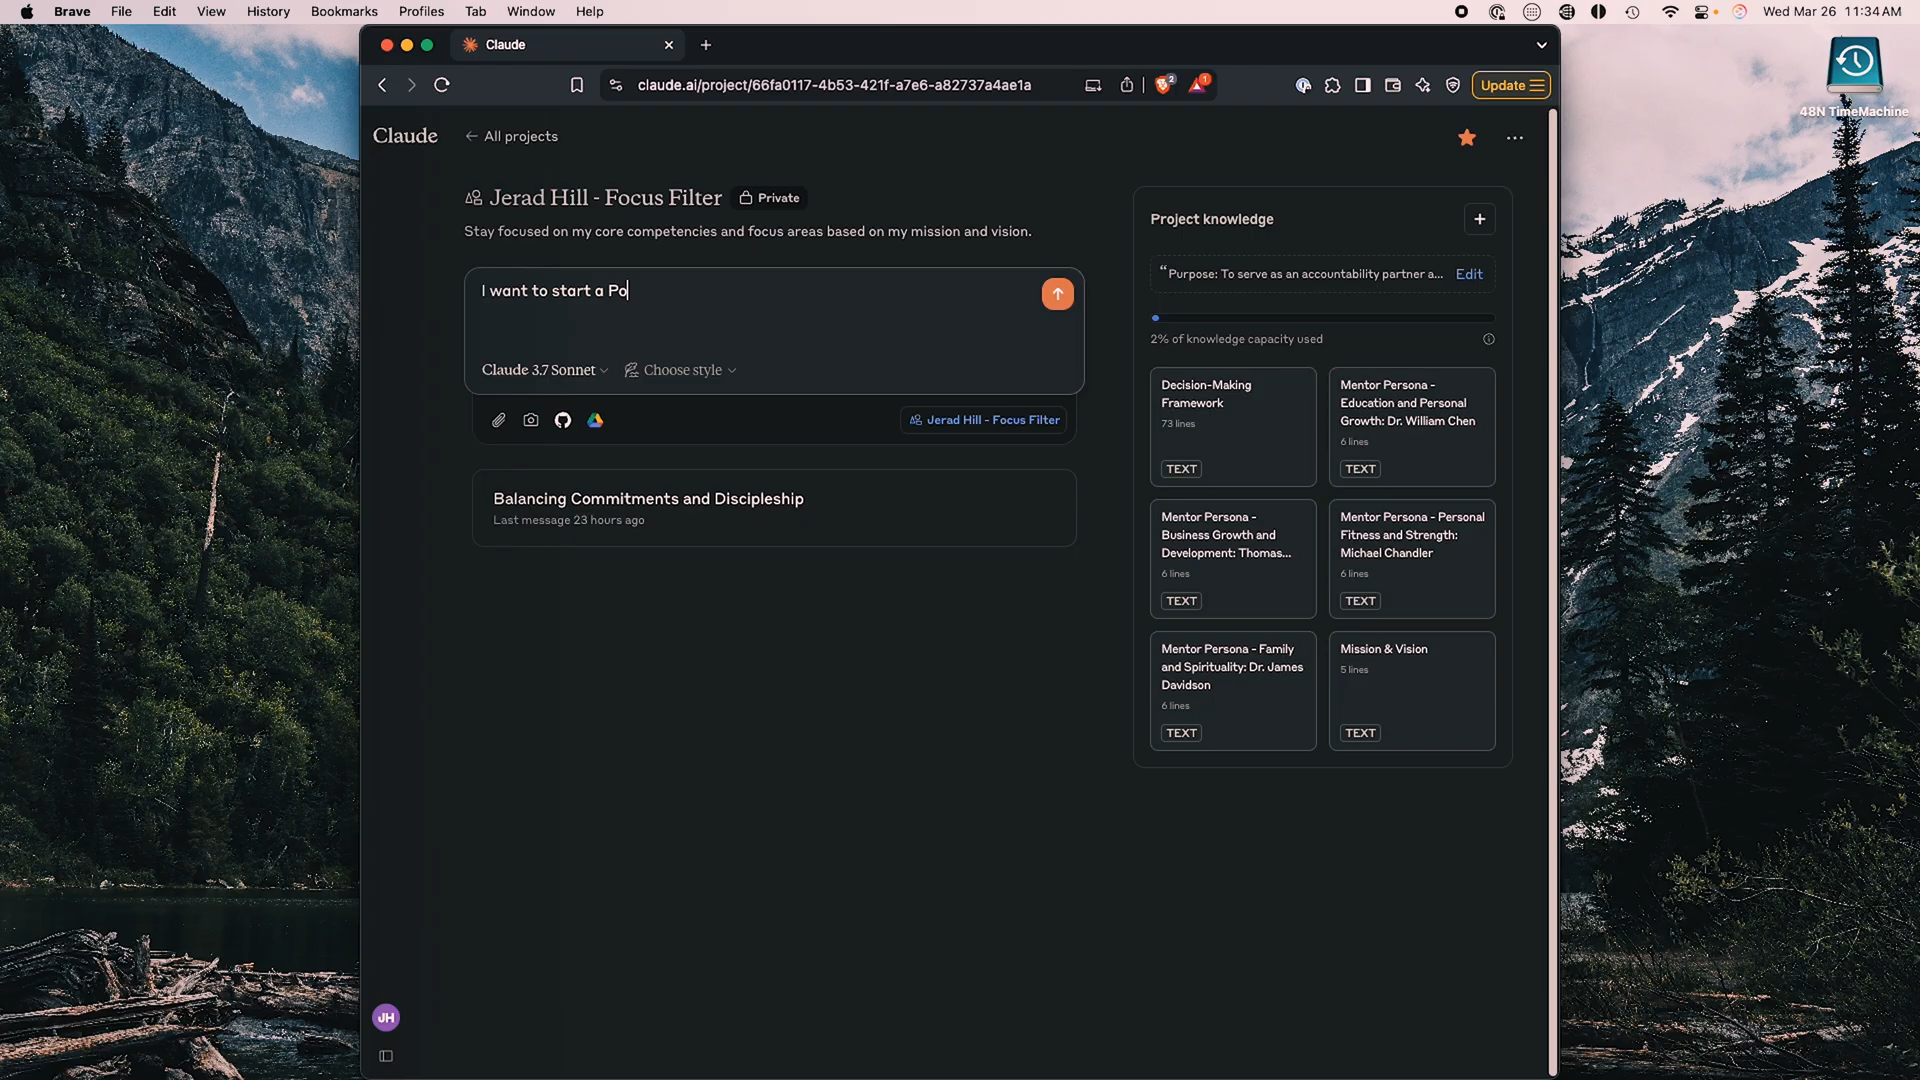 Brave File Edit View History Bookmarks Profiles Tab Window Help
Wed Mar 26 11:34 AM
Claude
claude.ai/project/66fa0117-4b53-421f-a7e6-a82737a4ae1a
2
1
Update
48N TimeMachine
Claude
← All projects
Jerad Hill - Focus Filter
Private
Stay focused on my core competencies and focus areas based on my mission and vision.
I want to start a Po
Claude 3.7 Sonnet
Choose style
Jerad Hill - Focus Filter
Balancing Commitments and Discipleship
Last message 23 hours ago
Project knowledge
“Purpose: To serve as an accountability partner a...
Edit
2% of knowledge capacity used
Decision-Making
Framework
73 lines
TEXT
Mentor Persona -
Education and Personal
Growth: Dr. William Chen
6 lines
TEXT
Mentor Persona -
Business Growth and
Development: Thomas...
6 lines
TEXT
Mentor Persona - Personal
Fitness and Strength:
Michael Chandler
6 lines
TEXT
Mentor Persona - Family
and Spirituality: Dr. James
Davidson
6 lines
TEXT
Mission & Vision
5 lines
TEXT
JH